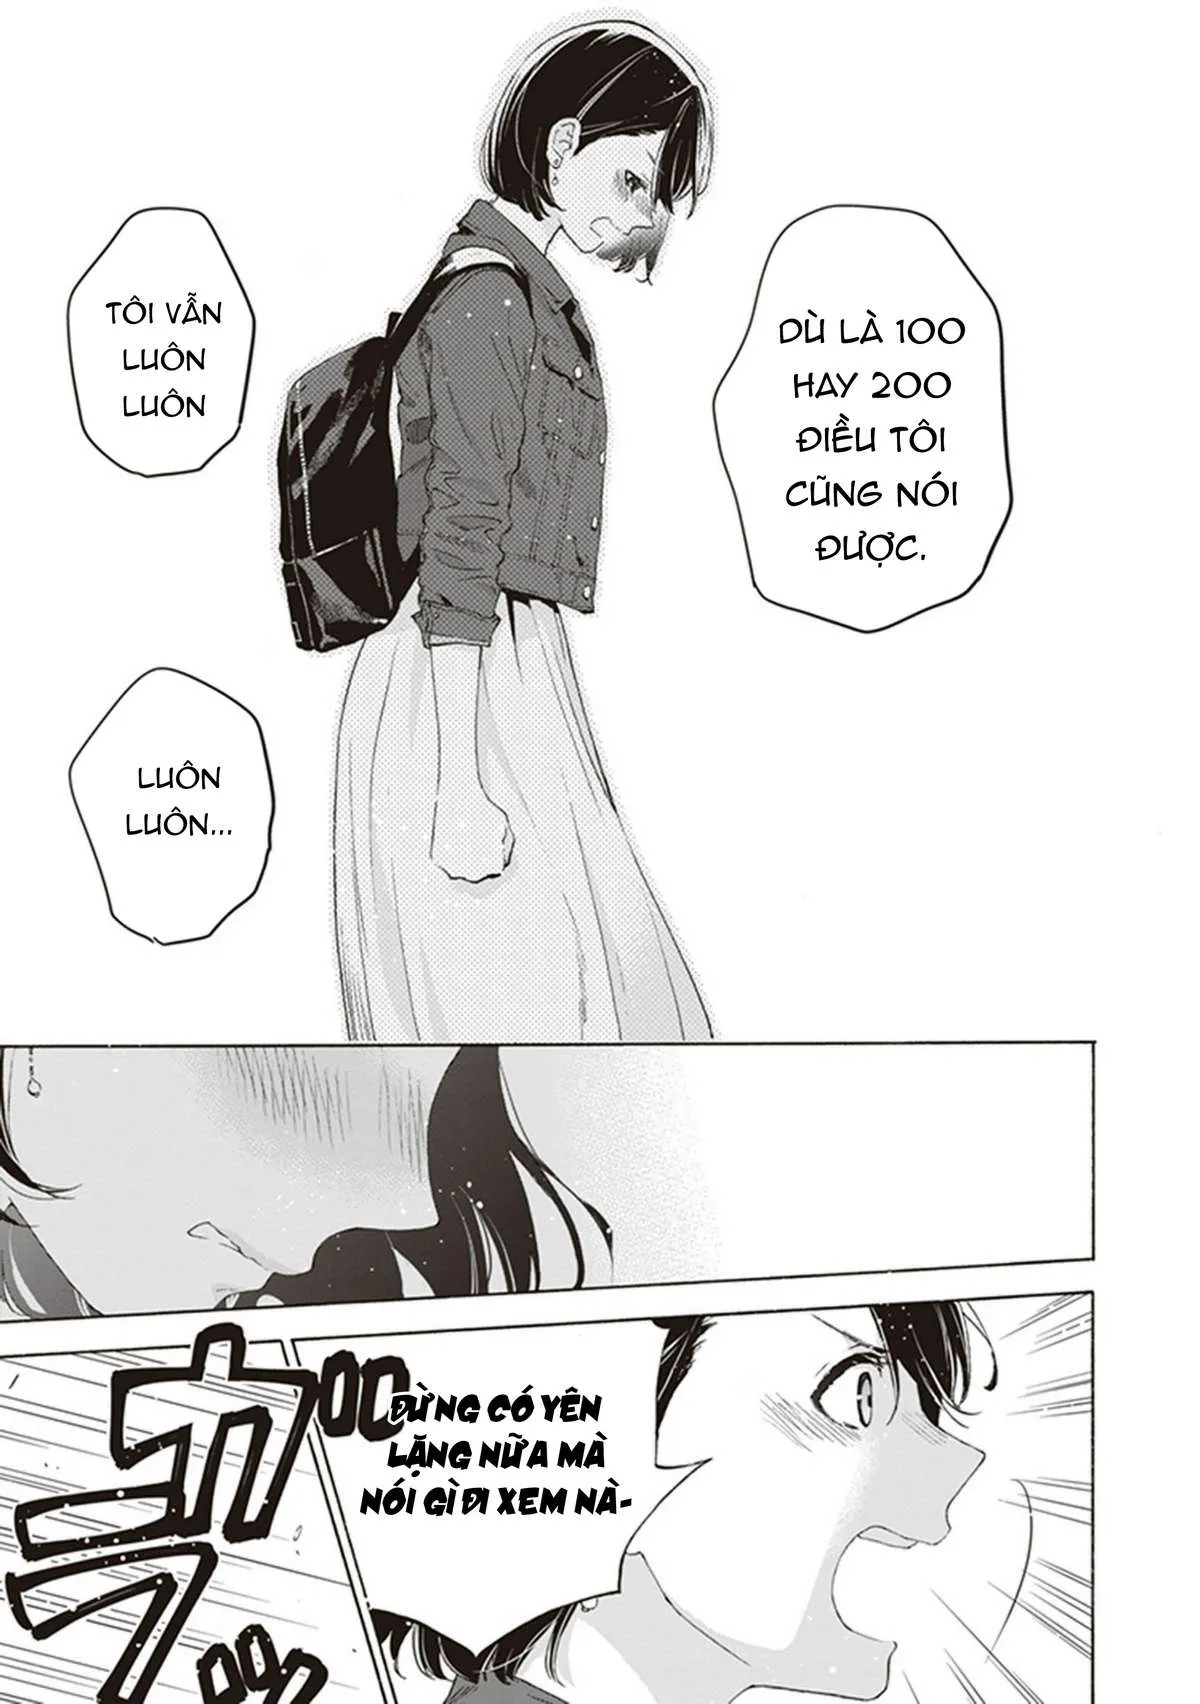 DÙ LÀ 100
HAY 200
ĐIỀU TÔI
CŨNG NÓI
ĐƯỢC.
TÔI VẪN
LUÔN
LUÔN
LUÔN
LUÔN...
ĐỪNG CÓ YÊN
LẶNG NỮA MÀ
NÓI GÌ ĐI XEM NÀ-